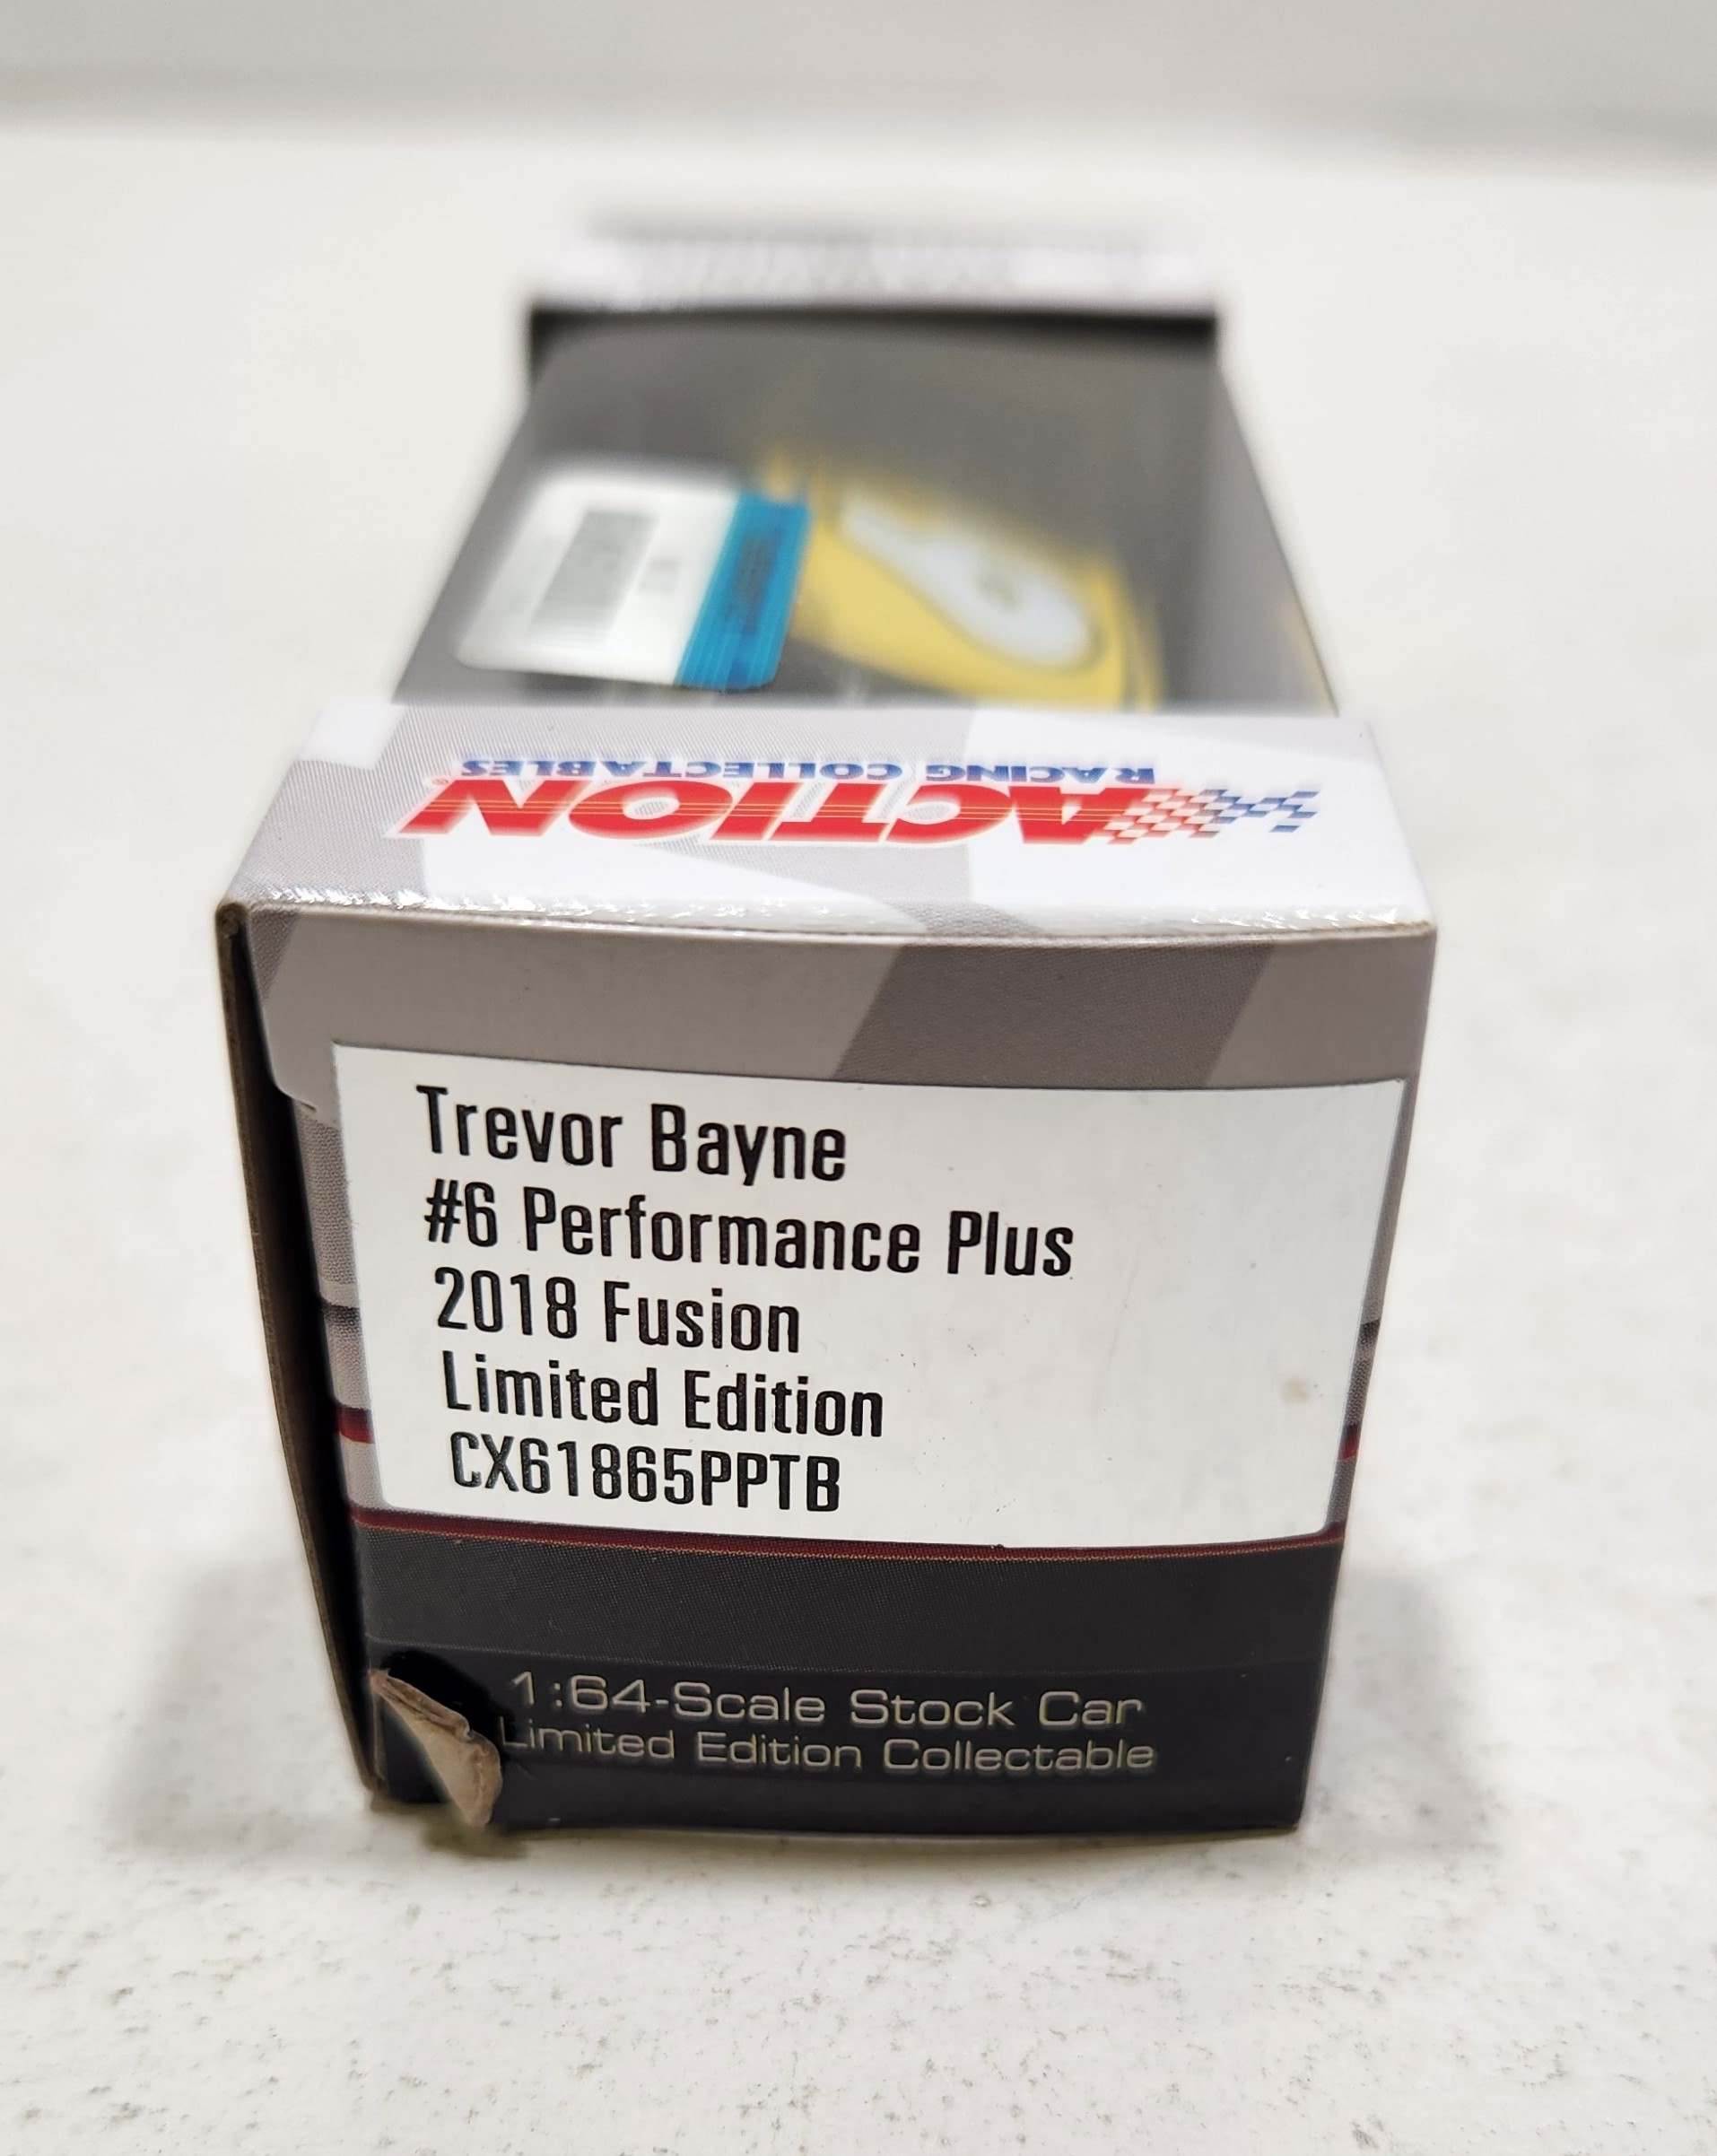 ACTION®
RACING COLLECTABLES
Trevor Bayne
#6 Performance Plus
2018 Fusion
Limited Edition
CX61865PPTB
1:64-Scale Stock Car
Limited Edition Collectable